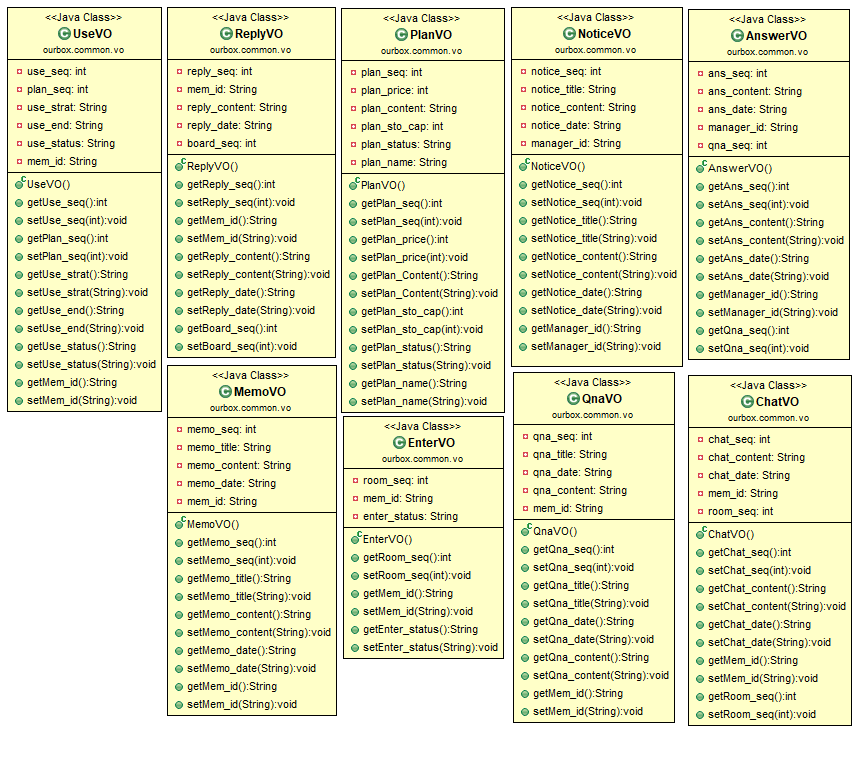 <<Java Class>>
UseVO
ourbox.common.vo
use_seq: int
plan_seq: int
use_strat: String
use_end: String
use_status: String
mem_id: String
UseVO()
getUse_seq():int
setUse_seq(int):void
getPlan_seq():int
setPlan_seq(int):void
getUse_strat():String
setUse_strat(String):void
getUse_end():String
setUse_end(String):void
getUse_status():String
setUse_status(String):void
getMem_id():String
setMem_id(String):void
<<Java Class>>
ReplyVO
ourbox.common.vo
reply_seq: int
mem_id: String
reply_content: String
reply_date: String
board_seq: int
ReplyVO()
getReply_seq():int
setReply_seq(int):void
getMem_id():String
setMem_id(String):void
getReply_content():String
setReply_content(String):void
getReply_date():String
setReply_date(String):void
getBoard_seq():int
setBoard_seq(int):void
<<Java Class>>
PlanVO
ourbox.common.vo
plan_seq: int
plan_price: int
plan_content: String
plan_sto_cap: int
plan_status: String
plan_name: String
PlanVO()
getPlan_seq():int
setPlan_seq(int):void
getPlan_price():int
setPlan_price(int):void
getPlan_Content():String
setPlan_Content(String):void
getPlan_sto_cap():int
setPlan_sto_cap(int):void
getPlan_status():String
setPlan_status(String):void
getPlan_name():String
setPlan_name(String):void
<<Java Class>>
NoticeVO
ourbox.common.vo
notice_seq: int
notice_title: String
notice_content: String
notice_date: String
manager_id: String
NoticeVO()
getNotice_seq():int
setNotice_seq(int):void
getNotice_title():String
setNotice_title(String):void
getNotice_content():String
setNotice_content(String):void
getNotice_date():String
setNotice_date(String):void
getManager_id():String
setManager_id(String):void
<<Java Class>>
AnswerVO
ourbox.common.vo
ans_seq: int
ans_content: String
ans_date: String
manager_id: String
qna_seq: int
AnswerVO()
getAns_seq():int
setAns_seq(int):void
getAns_content():String
setAns_content(String):void
getAns_date():String
setAns_date(String):void
getManager_id():String
setManager_id(String):void
getQna_seq():int
setQna_seq(int):void
<<Java Class>>
MemoVO
ourbox.common.vo
memo_seq: int
memo_title: String
memo_content: String
memo_date: String
mem_id: String
MemoVO()
getMemo_seq():int
setMemo_seq(int):void
getMemo_title():String
setMemo_title(String):void
getMemo_content():String
setMemo_content(String):void
getMemo_date():String
setMemo_date(String):void
getMem_id():String
setMem_id(String):void
<<Java Class>>
EnterVO
ourbox.common.vo
room_seq: int
mem_id: String
enter_status: String
EnterVO()
getRoom_seq():int
setRoom_seq(int):void
getMem_id():String
setMem_id(String):void
getEnter_status():String
setEnter_status(String):void
<<Java Class>>
QnaVO
ourbox.common.vo
qna_seq: int
qna_title: String
qna_date: String
qna_content: String
mem_id: String
QnaVO()
getQna_seq():int
setQna_seq(int):void
getQna_title():String
setQna_title(String):void
getQna_date():String
setQna_date(String):void
getQna_content():String
setQna_content(String):void
getMem_id():String
setMem_id(String):void
<<Java Class>>
ChatVO
ourbox.common.vo
chat_seq: int
chat_content: String
chat_date: String
mem_id: String
room_seq: int
ChatVO()
getChat_seq():int
setChat_seq(int):void
getChat_content():String
setChat_content(String):void
getChat_date():String
setChat_date(String):void
getMem_id():String
setMem_id(String):void
getRoom_seq():int
setRoom_seq(int):void